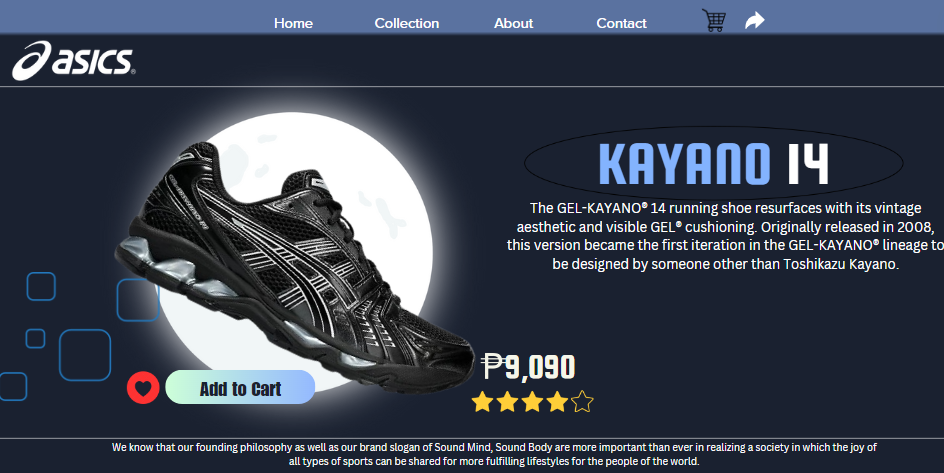 Home Collection About Contact
asics®
KAYANO 14
The GEL-KAYANO® 14 running shoe resurfaces with its vintage
aesthetic and visible GEL® cushioning. Originally released in 2008,
this version became the first iteration in the GEL-KAYANO® lineage to
be designed by someone other than Toshikazu Kayano.
GEL-KAYANO 14
₱9,090
Add to Cart
We know that our founding philosophy as well as our brand slogan of Sound Mind, Sound Body are more important than ever in realizing a society in which the joy of
all types of sports can be shared for more fulfilling lifestyles for the people of the world.